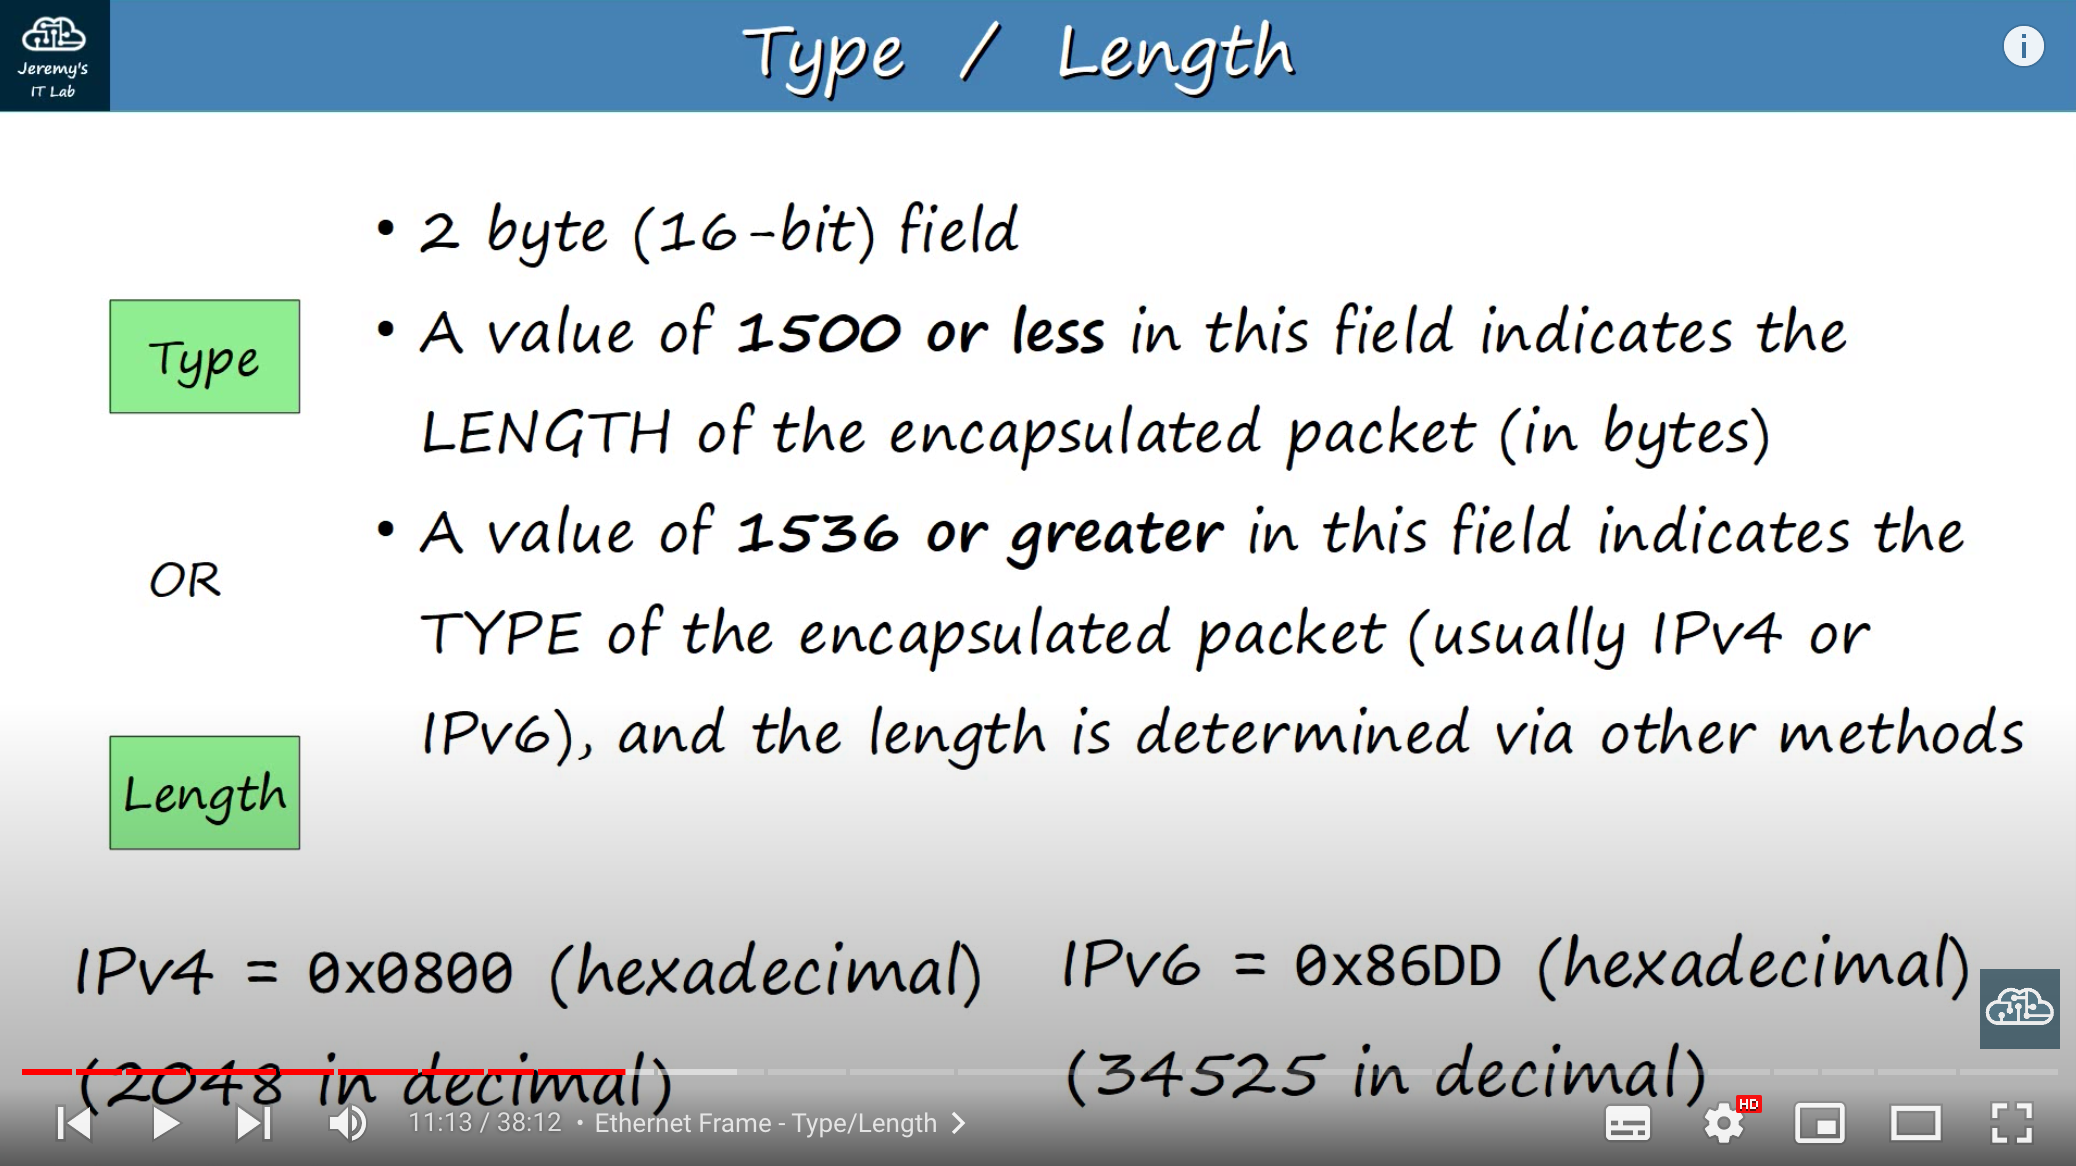 Jeremy's
IT Lab
Type / Length
• 2 byte (16-bit) field
• A value of 1500 or less in this field indicates the
LENGTH of the encapsulated packet (in bytes)
• A value of 1536 or greater in this field indicates the
TYPE of the encapsulated packet (usually IPv4 or
IPv6), and the length is determined via other methods
Type
OR
Length
IPv4 = 0x0800 (hexadecimal)
(2048 in decimal)
IPv6 = 0x86DD (hexadecimal)
(34525 in decimal)
11:13 / 38:12 • Ethernet Frame - Type/Length
HD